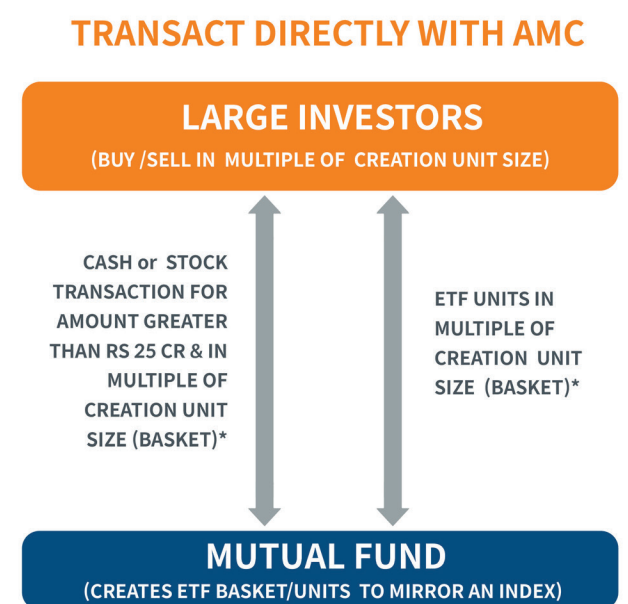 TRANSACT DIRECTLY WITH AMC
LARGE INVESTORS
(BUY /SELL IN MULTIPLE OF CREATION UNIT SIZE)
CASH or STOCK
TRANSACTION FOR
AMOUNT GREATER
THAN RS 25 CR & IN
MULTIPLE OF
CREATION UNIT
SIZE (BASKET)*
ETF UNITS IN
MULTIPLE OF
CREATION UNIT
SIZE (BASKET)*
MUTUAL FUND
(CREATES ETF BASKET/UNITS TO MIRROR AN INDEX)